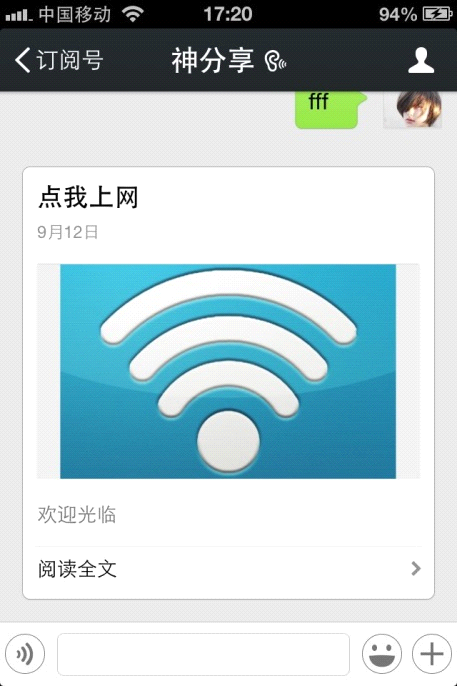 中国移动 17:20 94%
订阅号 神分享
fff
点我上网
9月12日
欢迎光临
阅读全文